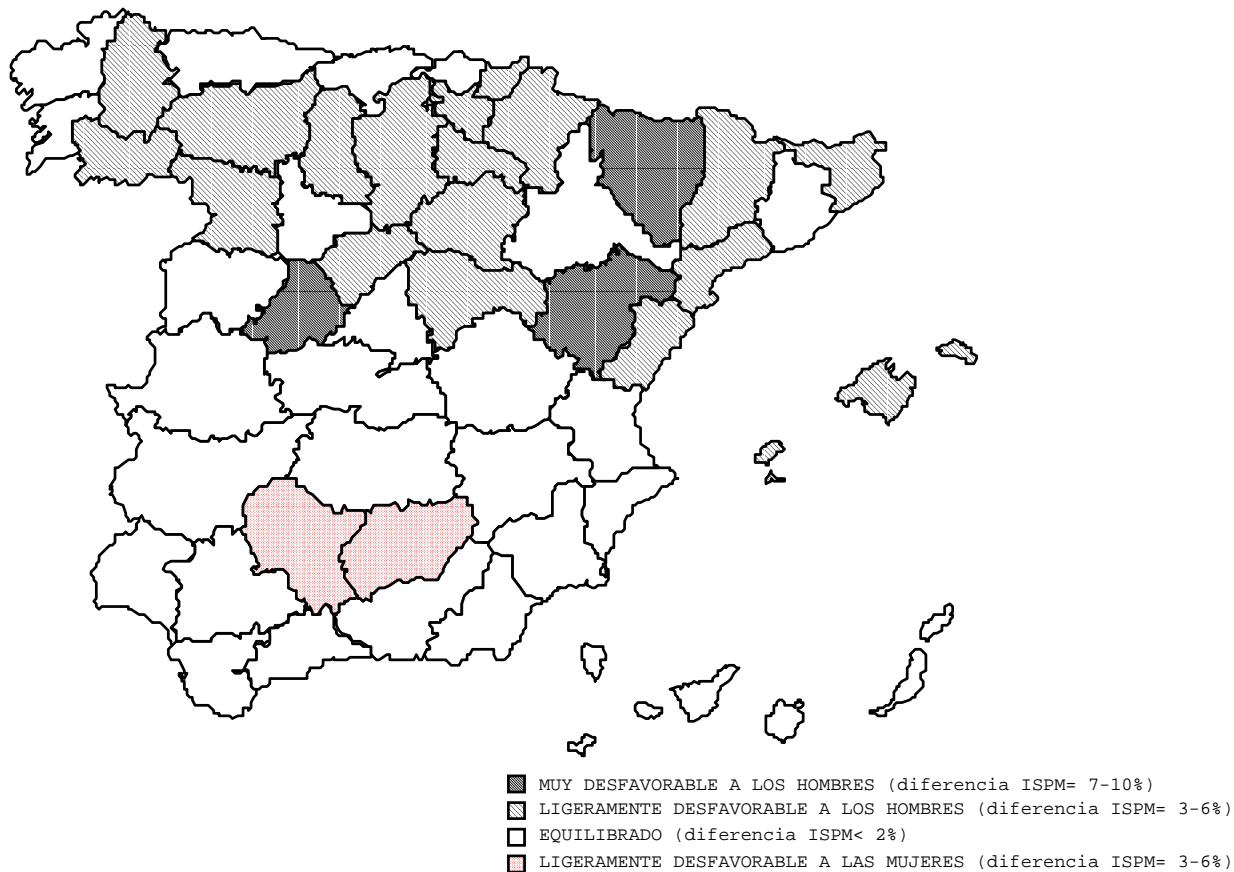 MUY DESFAVORABLE A LOS HOMBRES (diferencia ISPM= 7-10%)
LIGERAMENTE DESFAVORABLE A LOS HOMBRES (diferencia ISPM= 3-6%)
EQUILIBRADO (diferencia ISPM< 2%)
LIGERAMENTE DESFAVORABLE A LAS MUJERES (diferencia ISPM= 3-6%)